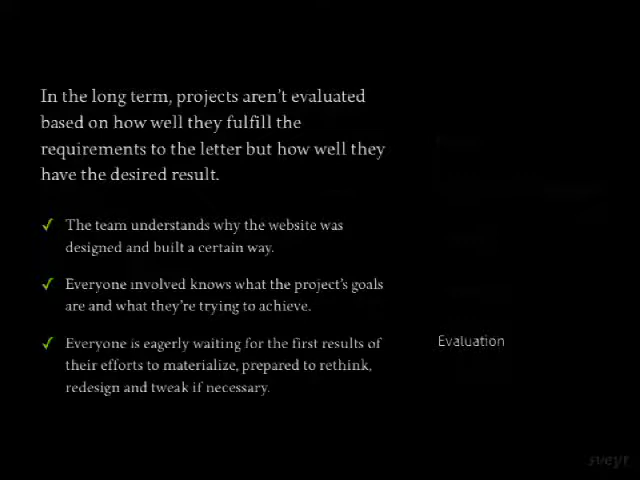 In the long term, projects aren't evaluated
based on how well they fulfill the
requirements to the letter but how well they
have the desired result.
✓ The team understands why the website was
designed and built a certain way.
✓ Everyone involved knows what the project's goals
are and what they're trying to achieve.
✓ Everyone is eagerly waiting for the first results of
their efforts to materialize, prepared to rethink,
redesign and tweak if necessary.
Evaluation